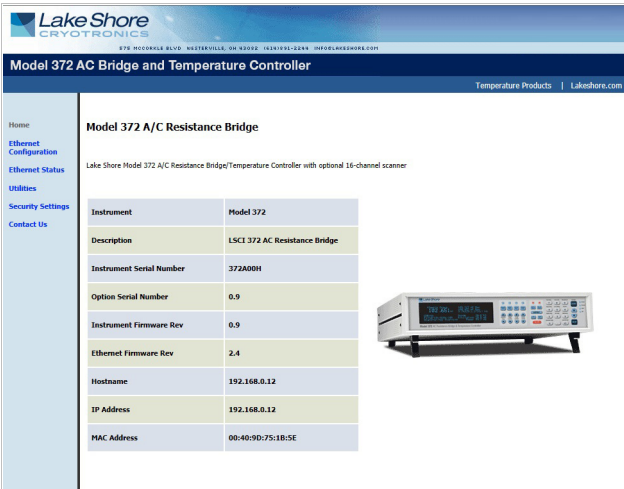 Lake Shore
CRYOTRONICS
575 MCCORKLE BLVD WESTERVILLE, OH 43082 (614)891-2244 INFO@LAKESHORE.COM
Model 372 AC Bridge and Temperature Controller
Temperature Products | Lakeshore.com
Home
Ethernet
Configuration
Ethernet Status
Utilities
Security Settings
Contact Us
Model 372 A/C Resistance Bridge
Lake Shore Model 372 A/C Resistance Bridge/Temperature Controller with optional 16-channel scanner
Instrument Model 372
Description LSCI 372 AC Resistance Bridge
Instrument Serial Number 372A00H
Option Serial Number 0.9
Instrument Firmware Rev 0.9
Ethernet Firmware Rev 2.4
Hostname 192.168.0.12
IP Address 192.168.0.12
MAC Address 00:40:9D:75:1B:5E
LakeShore